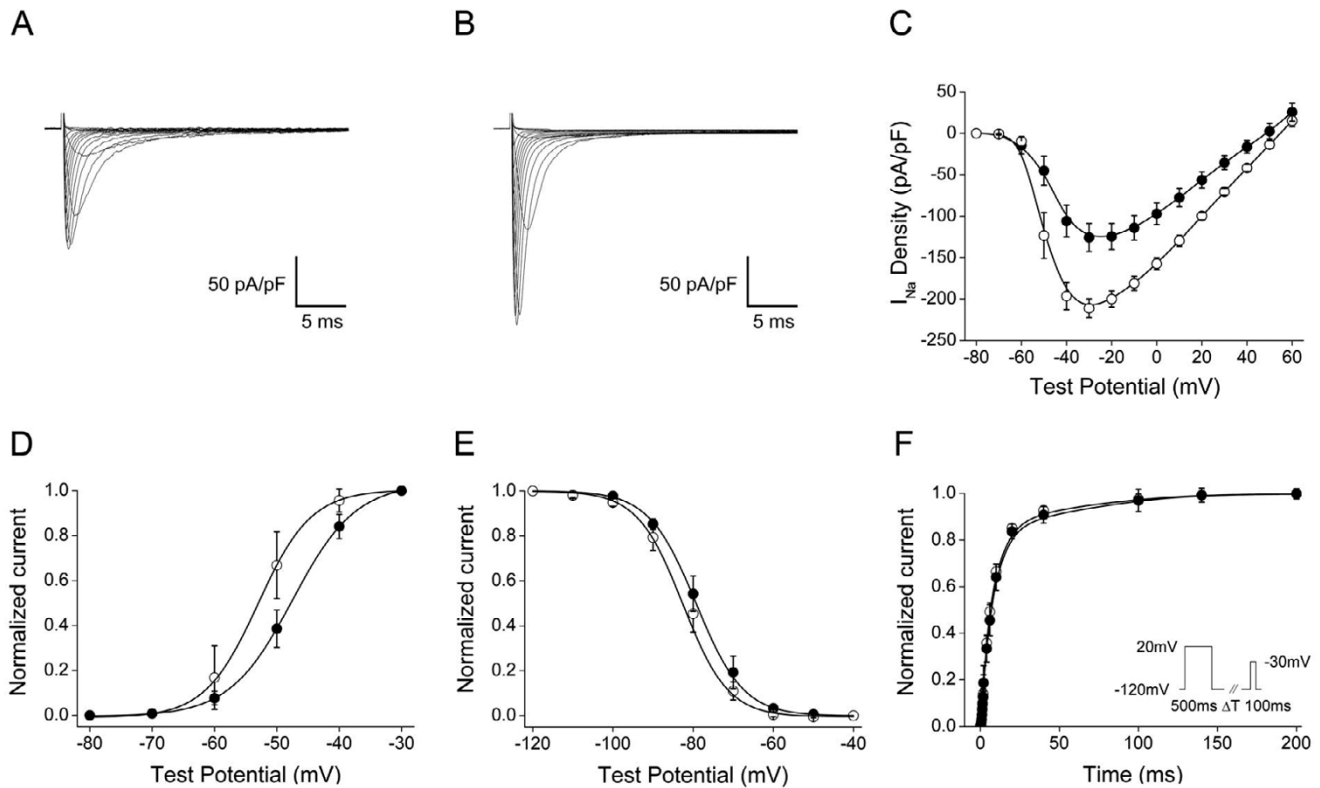 A
50 pA/pF
5 ms
B
50 pA/pF
5 ms
C
I_Na Density (pA/pF)
50
0
-50
-100
-150
-200
-250
-80 -60 -40 -20 0 20 40 60
Test Potential (mV)
D
Normalized current
1.0
0.8
0.6
0.4
0.2
0.0
-80 -70 -60 -50 -40 -30
Test Potential (mV)
E
Normalized current
1.0
0.8
0.6
0.4
0.2
0.0
-120 -100 -80 -60 -40
Test Potential (mV)
F
Normalized current
1.0
0.8
0.6
0.4
0.2
0.0
20mV
-30mV
-120mV
500ms ΔT 100ms
0 50 100 150 200
Time (ms)